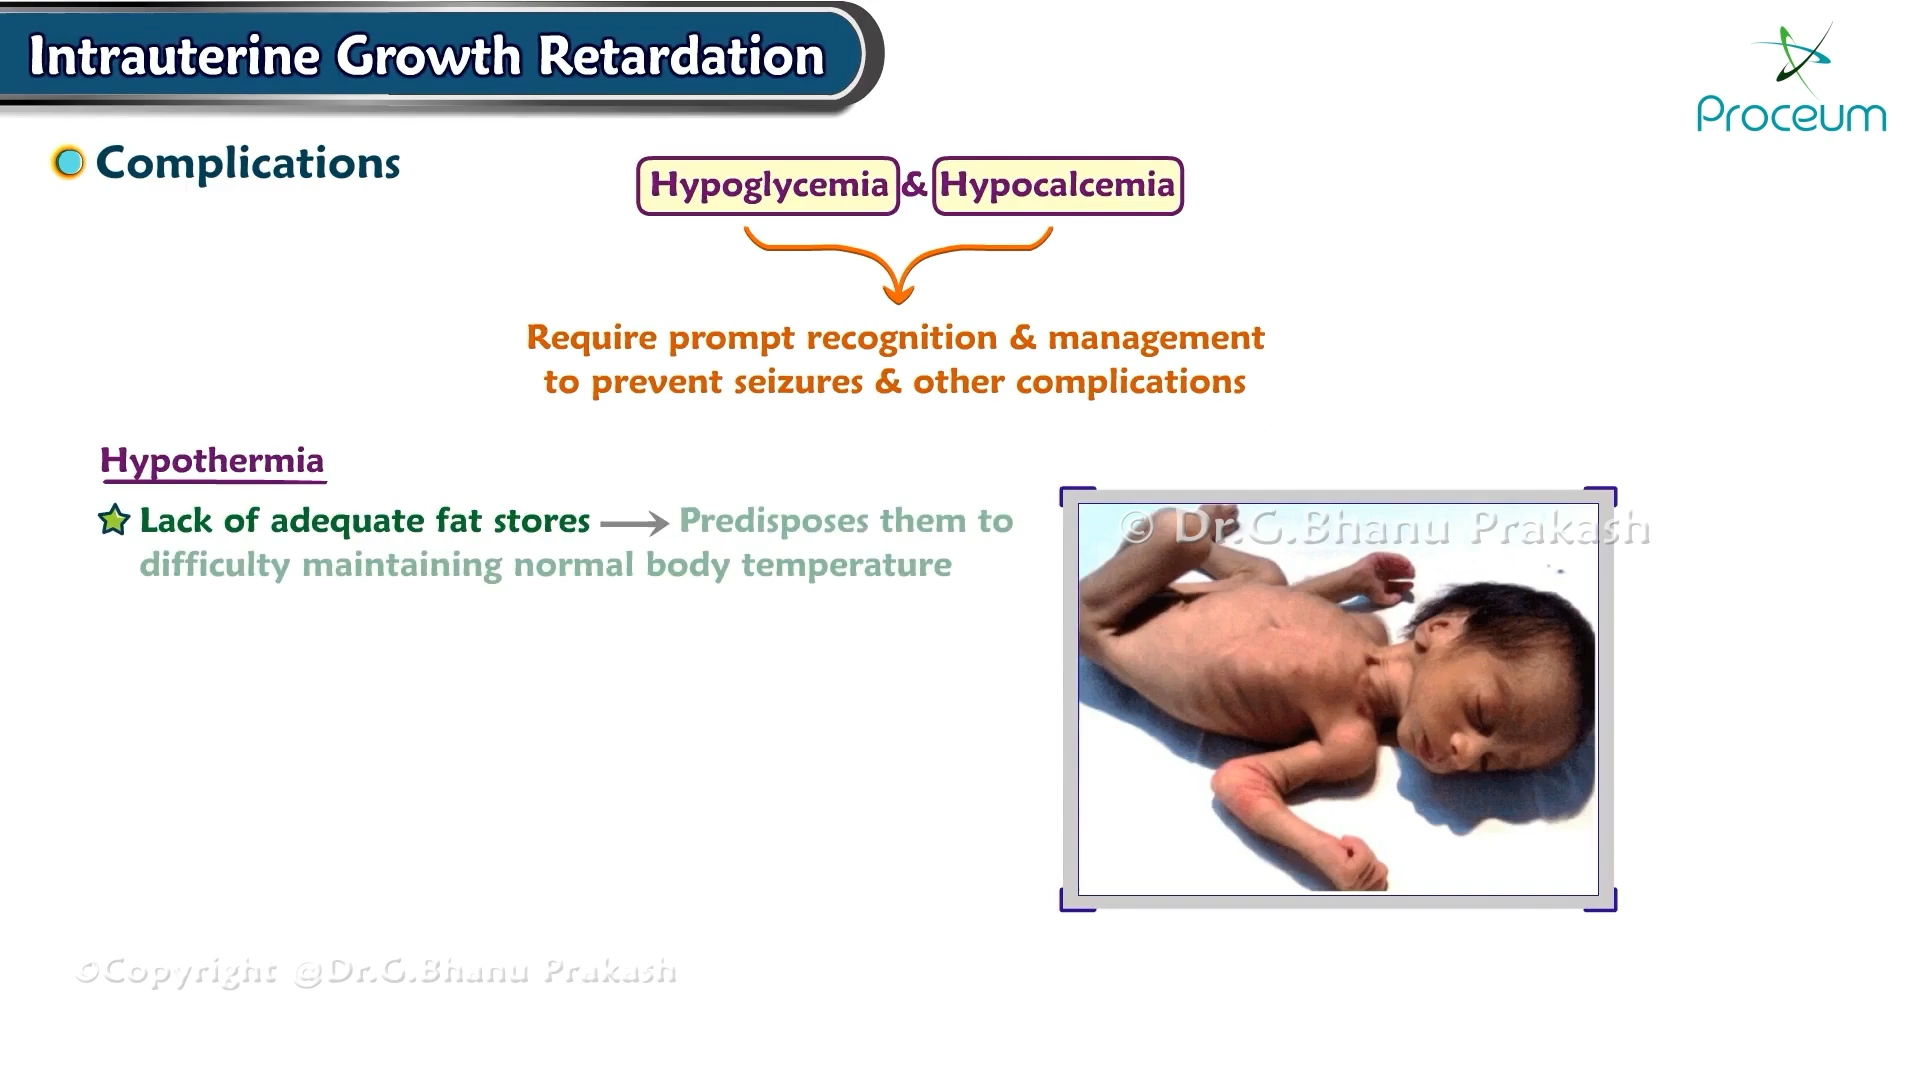 Intrauterine Growth Retardation
Proceum
Complications
Hypoglycemia & Hypocalcemia
Require prompt recognition & management
to prevent seizures & other complications
Hypothermia
Lack of adequate fat stores → Predisposes them to
difficulty maintaining normal body temperature
© Dr.G.Bhanu Prakash
©Copyright @Dr.G.Bhanu Prakash